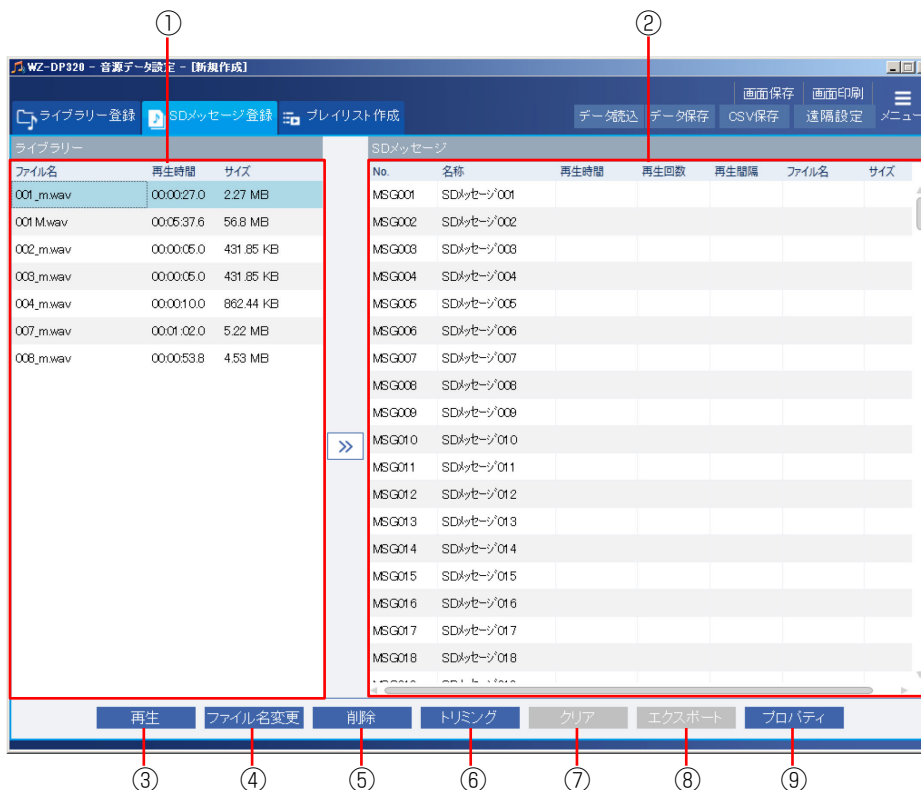 ① ②
WZ-DP320 - 音源データ設定 - [新規作成]
画面保存 画面印刷
ライブラリー登録 SDメッセージ登録 プレイリスト作成 データ読込 データ保存 CSV保存 遠隔設定 メニュー
ライブラリー SDメッセージ
ファイル名 再生時間 サイズ No. 名称 再生時間 再生回数 再生間隔 ファイル名 サイズ
001_m.wav 00:00:27.0 2.27 MB MSG001 SDメッセージ001
001 M.wav 00:05:37.6 56.8 MB MSG002 SDメッセージ002
002_m.wav 00:00:05.0 431.85 KB MSG003 SDメッセージ003
003_m.wav 00:00:05.0 431.85 KB MSG004 SDメッセージ004
004_m.wav 00:00:10.0 862.44 KB MSG005 SDメッセージ005
007_m.wav 00:01:02.0 5.22 MB MSG006 SDメッセージ006
008_m.wav 00:00:53.8 4.53 MB MSG007 SDメッセージ007
MSG008 SDメッセージ008
MSG009 SDメッセージ009
MSG010 SDメッセージ010
MSG011 SDメッセージ011
MSG012 SDメッセージ012
MSG013 SDメッセージ013
MSG014 SDメッセージ014
MSG015 SDメッセージ015
MSG016 SDメッセージ016
MSG017 SDメッセージ017
MSG018 SDメッセージ018
再生 ファイル名変更 削除 トリミング クリア エクスポート プロパティ
③ ④ ⑤ ⑥ ⑦ ⑧ ⑨